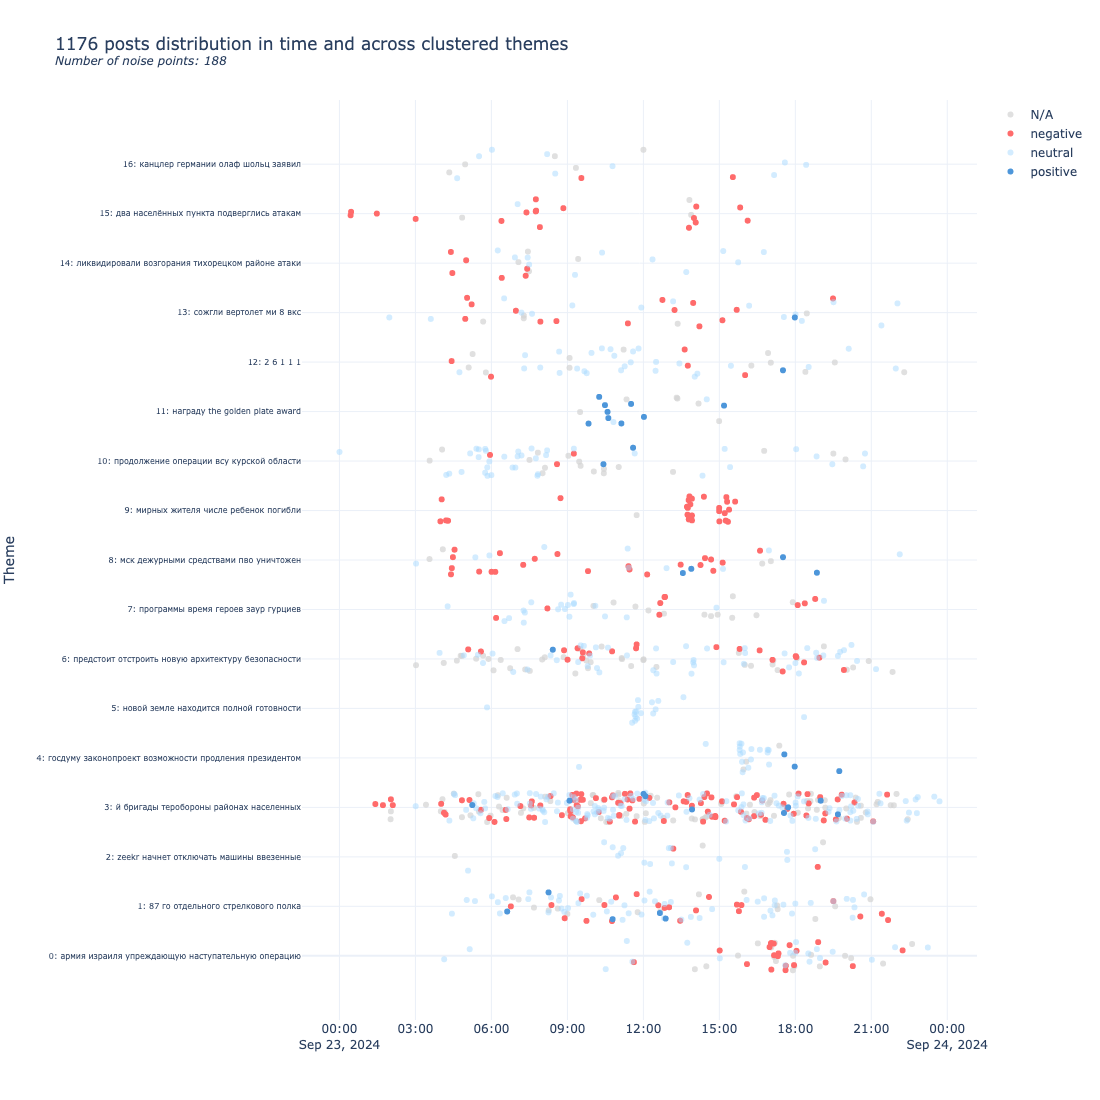 1176 posts distribution in time and across clustered themes
Number of noise points: 188
N/A
negative
neutral
positive
Theme
16: канцлер германии олаф шольц заявил
15: два населённых пункта подверглись атакам
14: ликвидировали возгорания тихорецком районе атаки
13: сожгли вертолет ми 8 вкс
12: 2 6 1 1 1
11: награду the golden plate award
10: продолжение операции всу курской области
9: мирных жителя числе ребенок погибли
8: мск дежурными средствами пво уничтожен
7: программы время героев заур гурциев
6: предстоит отстроить новую архитектуру безопасности
5: новой земле находится полной готовности
4: госдуму законопроект возможности продления президентом
3: й бригады теробороны районах населенных
2: zeekr начнет отключать машины ввезенные
1: 87 го отдельного стрелкового полка
0: армия израиля упреждающую наступательную операцию
00:00 03:00 06:00 09:00 12:00 15:00 18:00 21:00 00:00
Sep 23, 2024 Sep 24, 2024